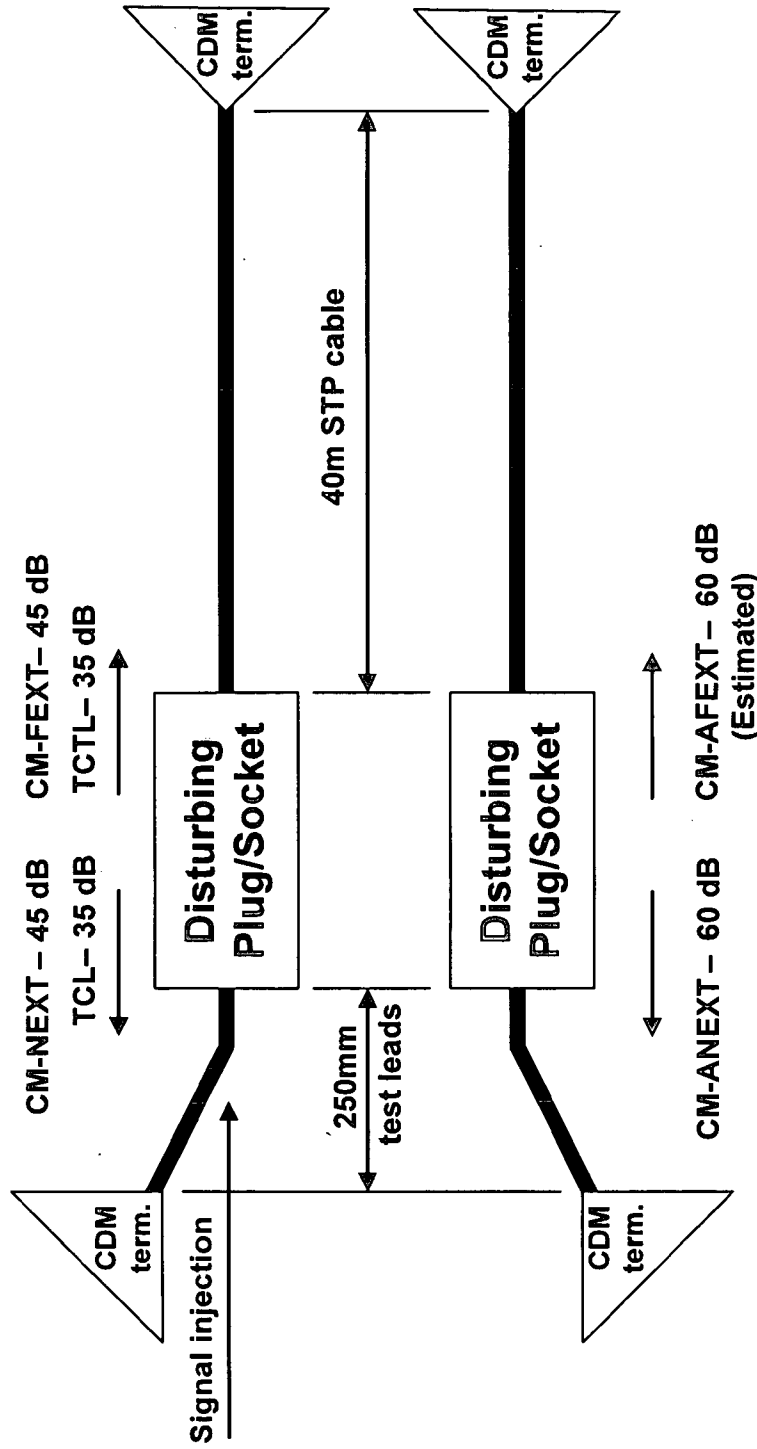 CM-NEXT – 45 dB
TCL– 35 dB
CM-FEXT– 45 dB
TCTL– 35 dB
CDM
term.
Signal injection
Disturbing
Plug/Socket
CDM
term.
250mm
test leads
40m STP cable
CDM
term.
Disturbing
Plug/Socket
CDM
term.
CM-ANEXT – 60 dB
CM-AFEXT – 60 dB
(Estimated)